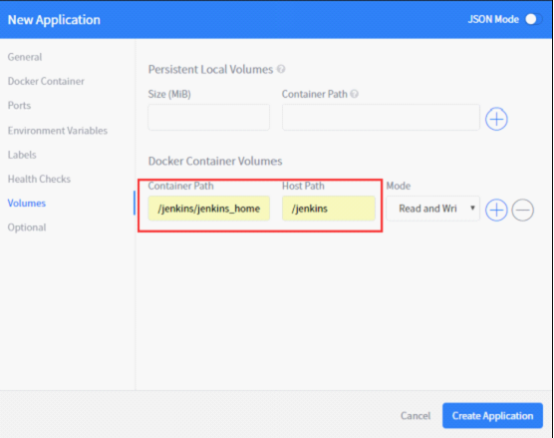 New Application
JSON Mode
General
Docker Container
Ports
Environment Variables
Labels
Health Checks
Volumes
Optional
Persistent Local Volumes
Size (MiB) Container Path
Docker Container Volumes
Container Path Host Path Mode
/jenkins/jenkins_home /jenkins Read and Wri
Cancel Create Application